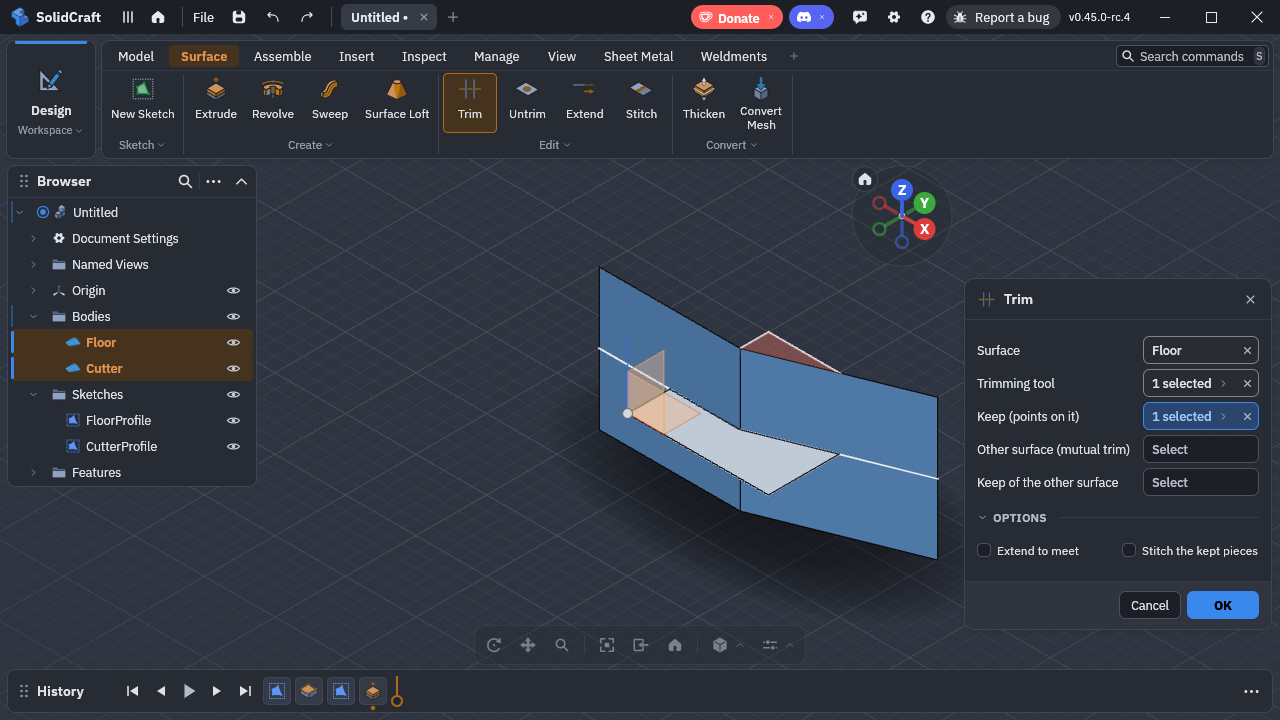 SolidCraft
File
Untitled •
Donate
Report a bug
v0.45.0-rc.4
Design
Workspace
Model
Surface
Assemble
Insert
Inspect
Manage
View
Sheet Metal
Weldments
Search commands
S
New Sketch
Extrude
Revolve
Sweep
Surface Loft
Trim
Untrim
Extend
Stitch
Thicken
Convert
Mesh
Sketch
Create
Edit
Convert
Browser
Untitled
Document Settings
Named Views
Origin
Bodies
Floor
Cutter
Sketches
FloorProfile
CutterProfile
Features
Z
Y
X
Trim
Surface
Floor
Trimming tool
1 selected
Keep (points on it)
1 selected
Other surface (mutual trim)
Select
Keep of the other surface
Select
OPTIONS
Extend to meet
Stitch the kept pieces
Cancel
OK
History